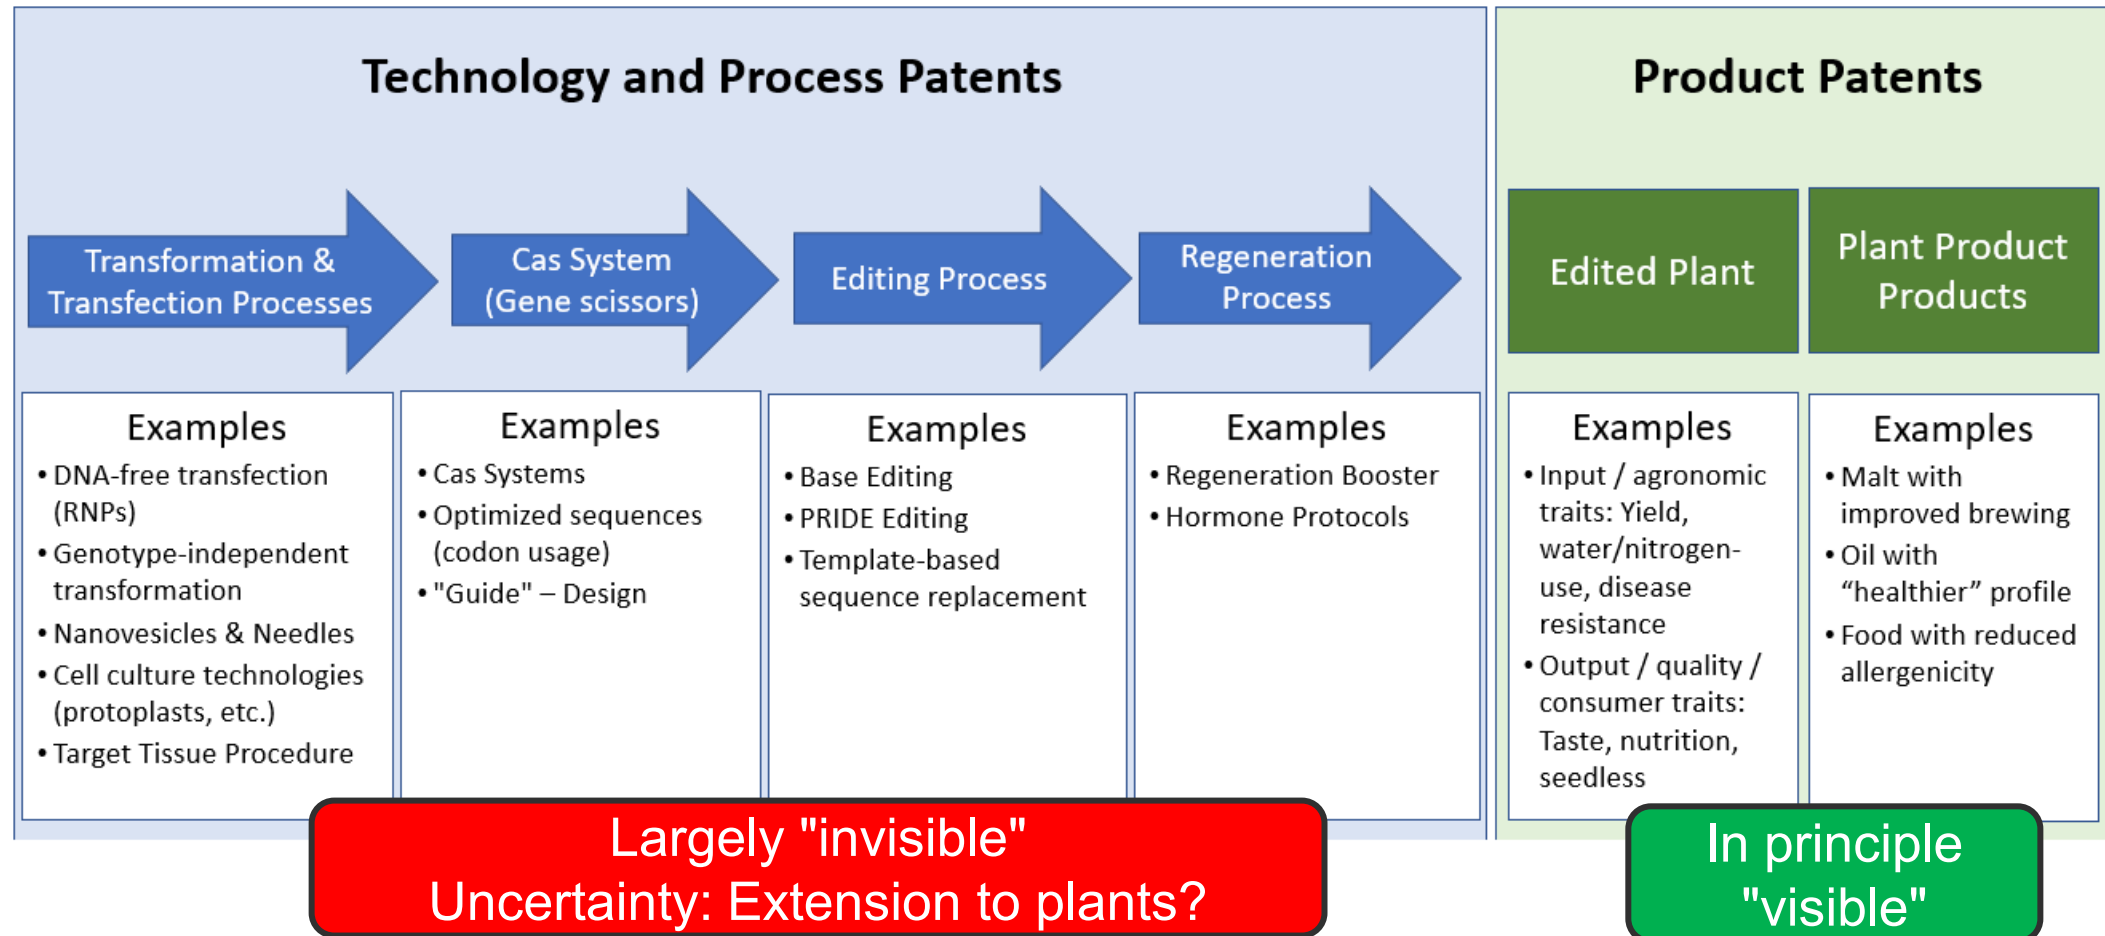 Technology and Process Patents
Product Patents
Transformation &
Transfection Processes
Cas System
(Gene scissors)
Editing Process
Regeneration
Process
Edited Plant
Plant Product
Products
Examples
• DNA-free transfection
(RNPs)
• Genotype-independent
transformation
• Nanovesicles & Needles
• Cell culture technologies
(protoplasts, etc.)
• Target Tissue Procedure
Examples
• Cas Systems
• Optimized sequences
(codon usage)
• "Guide" – Design
Examples
• Base Editing
• PRIDE Editing
• Template-based
sequence replacement
Examples
• Regeneration Booster
• Hormone Protocols
Examples
• Input / agronomic
traits: Yield,
water/nitrogen-
use, disease
resistance
• Output / quality /
consumer traits:
Taste, nutrition,
seedless
Examples
• Malt with
improved brewing
• Oil with
“healthier” profile
• Food with reduced
allergenicity
Largely "invisible"
Uncertainty: Extension to plants?
In principle
"visible"